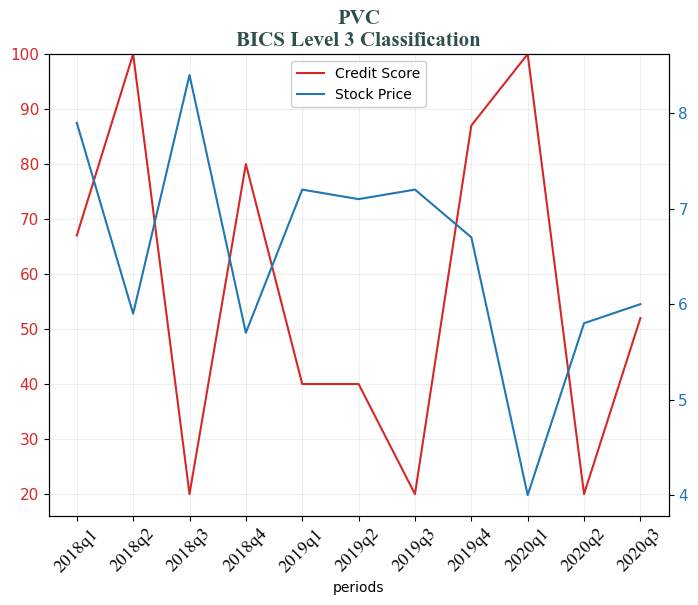 PVC
BICS Level 3 Classification
Credit Score
Stock Price
100
90
80
70
60
50
40
30
20
8
7
6
5
4
2018q1
2018q2
2018q3
2018q4
2019q1
2019q2
2019q3
2019q4
2020q1
2020q2
2020q3
periods